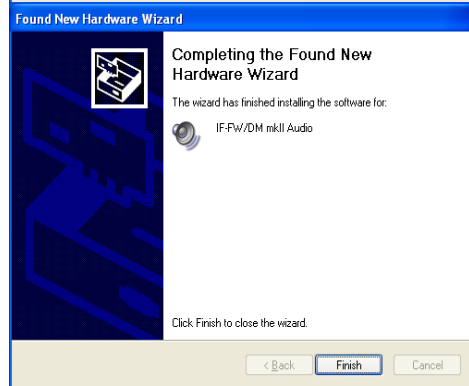 Found New Hardware Wizard
Completing the Found New
Hardware Wizard
The wizard has finished installing the software for:
IF-FW/DM mkII Audio
Click Finish to close the wizard.
< Back
Finish
Cancel